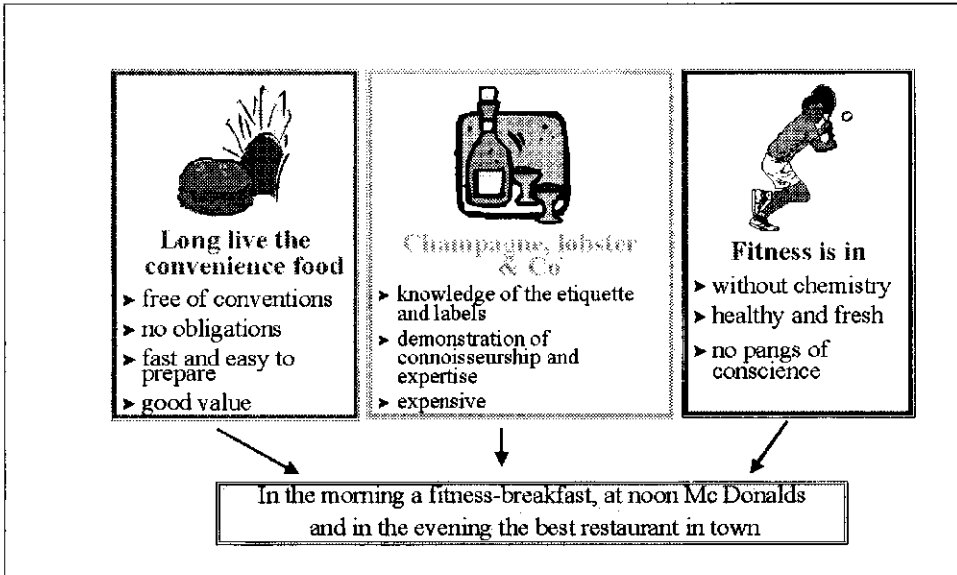 Long live the
convenience food
➤ free of conventions
➤ no obligations
➤ fast and easy to
prepare
➤ good value
Champagne, lobster
& Co
➤ knowledge of the etiquette
and labels
➤ demonstration of
connoisseurship and
expertise
➤ expensive
Fitness is in
➤ without chemistry
➤ healthy and fresh
➤ no pangs of
conscience
In the morning a fitness-breakfast, at noon Mc Donalds
and in the evening the best restaurant in town